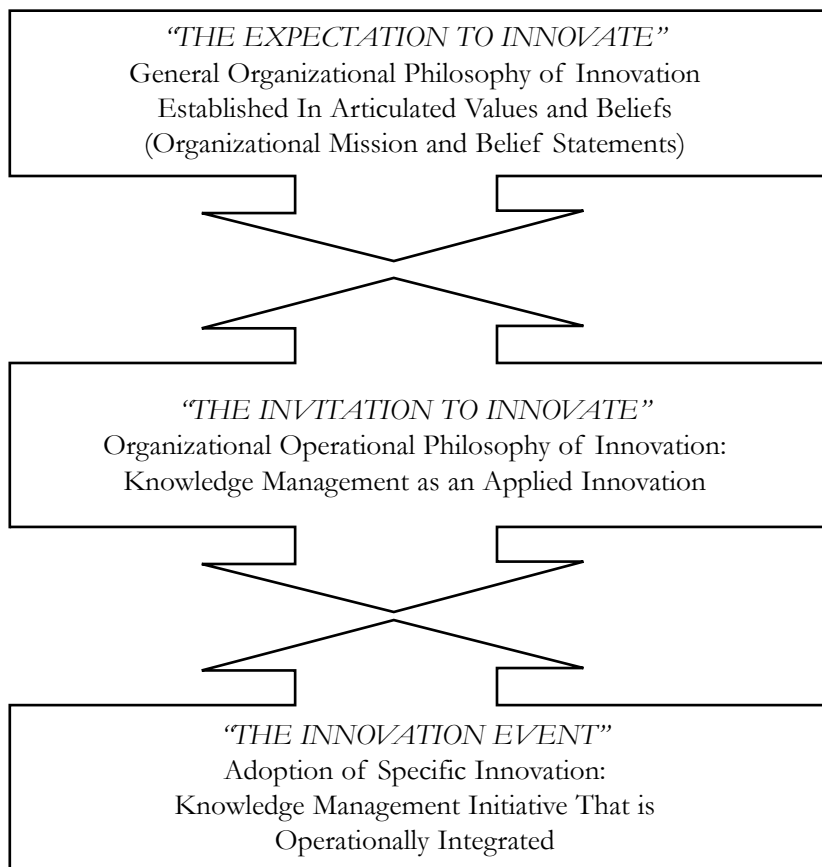 “THE EXPECTATION TO INNOVATE”
General Organizational Philosophy of Innovation
Established In Articulated Values and Beliefs
(Organizational Mission and Belief Statements)
“THE INVITATION TO INNOVATE”
Organizational Operational Philosophy of Innovation:
Knowledge Management as an Applied Innovation
“THE INNOVATION EVENT”
Adoption of Specific Innovation:
Knowledge Management Initiative That is
Operationally Integrated